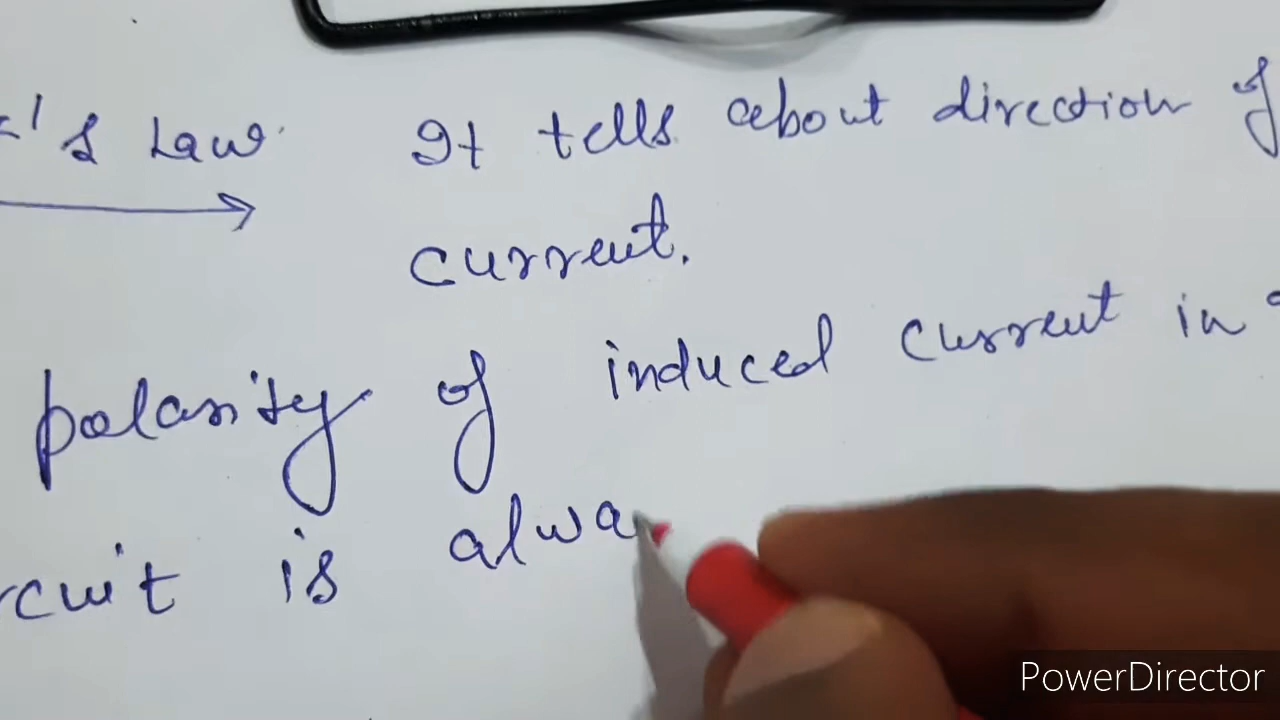 's Law It tells about direction of
current.
polarity of induced current in
is alwa
PowerDirector